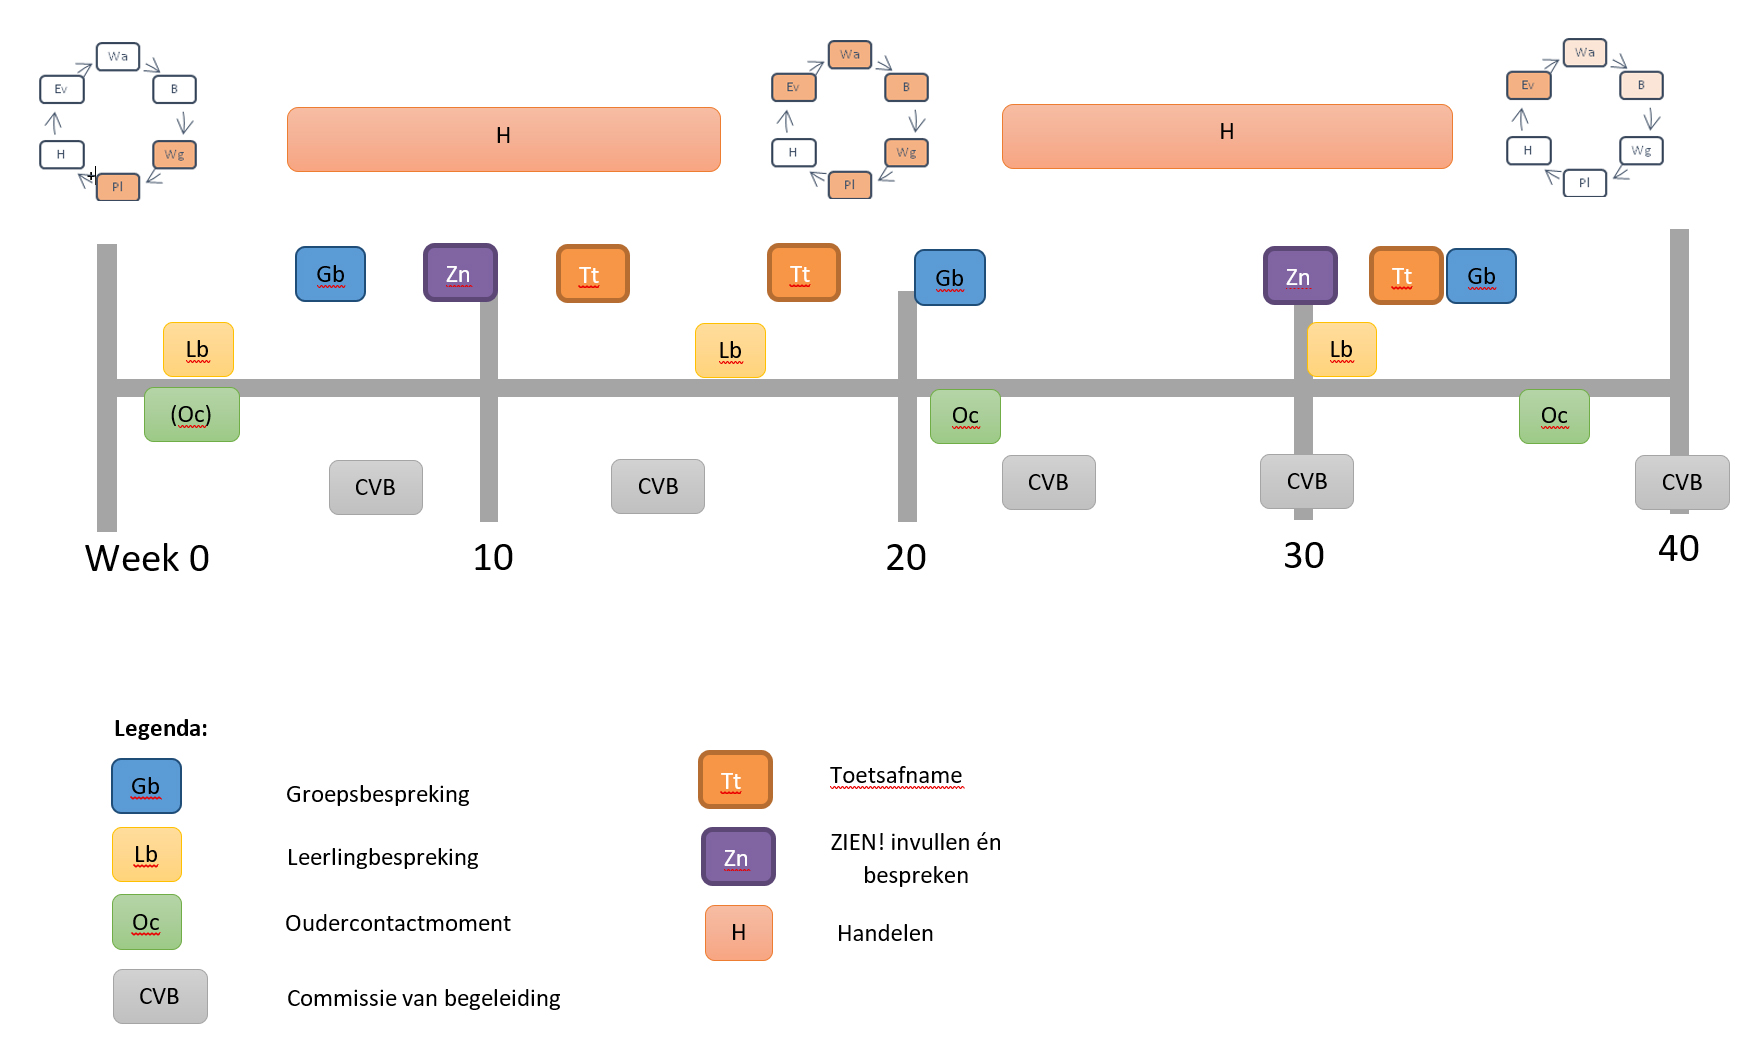 Wa
Ev
B
H
Wg
Pl
H
Wa
Ev
B
H
Wg
Pl
H
Wa
Ev
B
H
Wg
Pl
Gb
Zn
Tt
Tt
Gb
Zn
Tt
Gb
Lb
Lb
Lb
(Oc)
Oc
Oc
CVB
CVB
CVB
CVB
CVB
Week 0
10
20
30
40
Legenda:
Gb
Groepsbespreking
Lb
Leerlingbespreking
Oc
Oudercontactmoment
CVB
Commissie van begeleiding
Tt
Toetsafname
Zn
ZIEN! invullen én
bespreken
H
Handelen